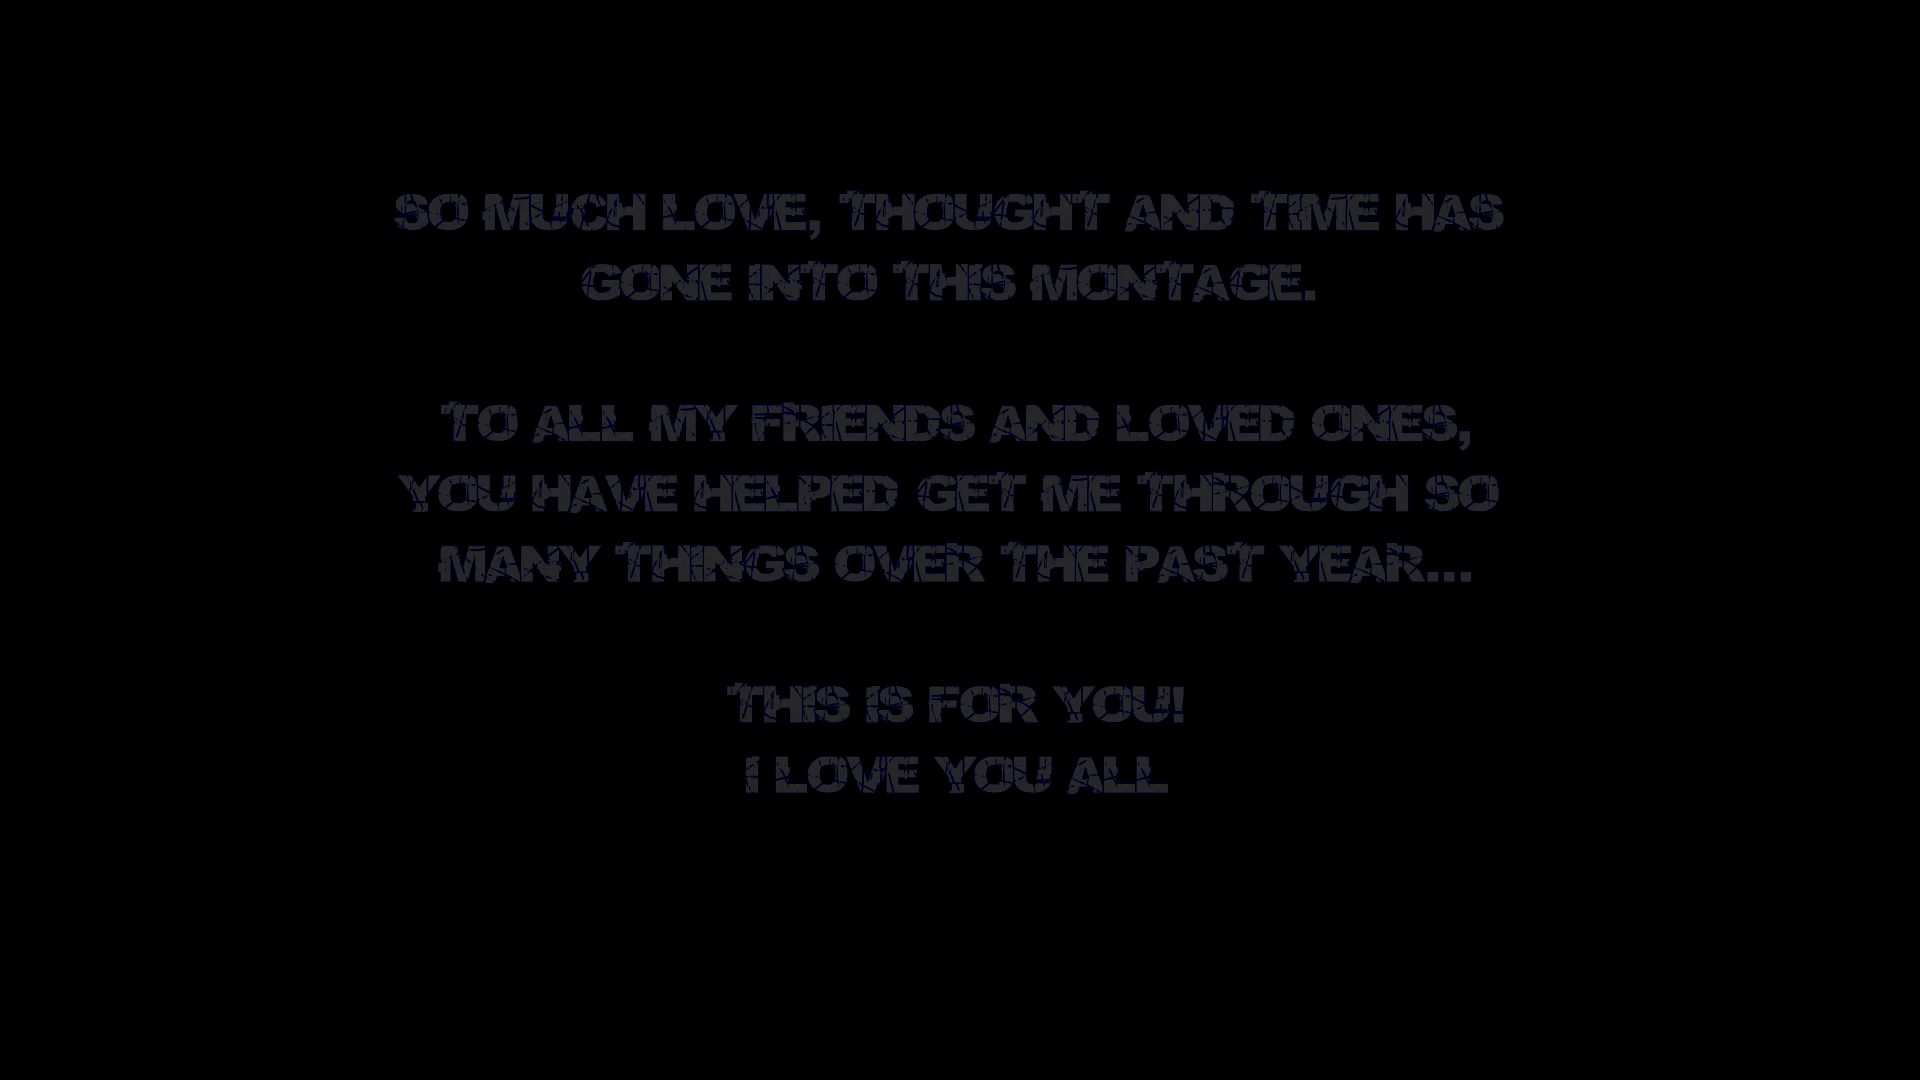 SO MUCH LOVE, THOUGHT AND TIME HAS
GONE INTO THIS MONTAGE.
TO ALL MY FRIENDS AND LOVED ONES,
YOU HAVE HELPED GET ME THROUGH SO
MANY THINGS OVER THE PAST YEAR...
THIS IS FOR YOU!
I LOVE YOU ALL